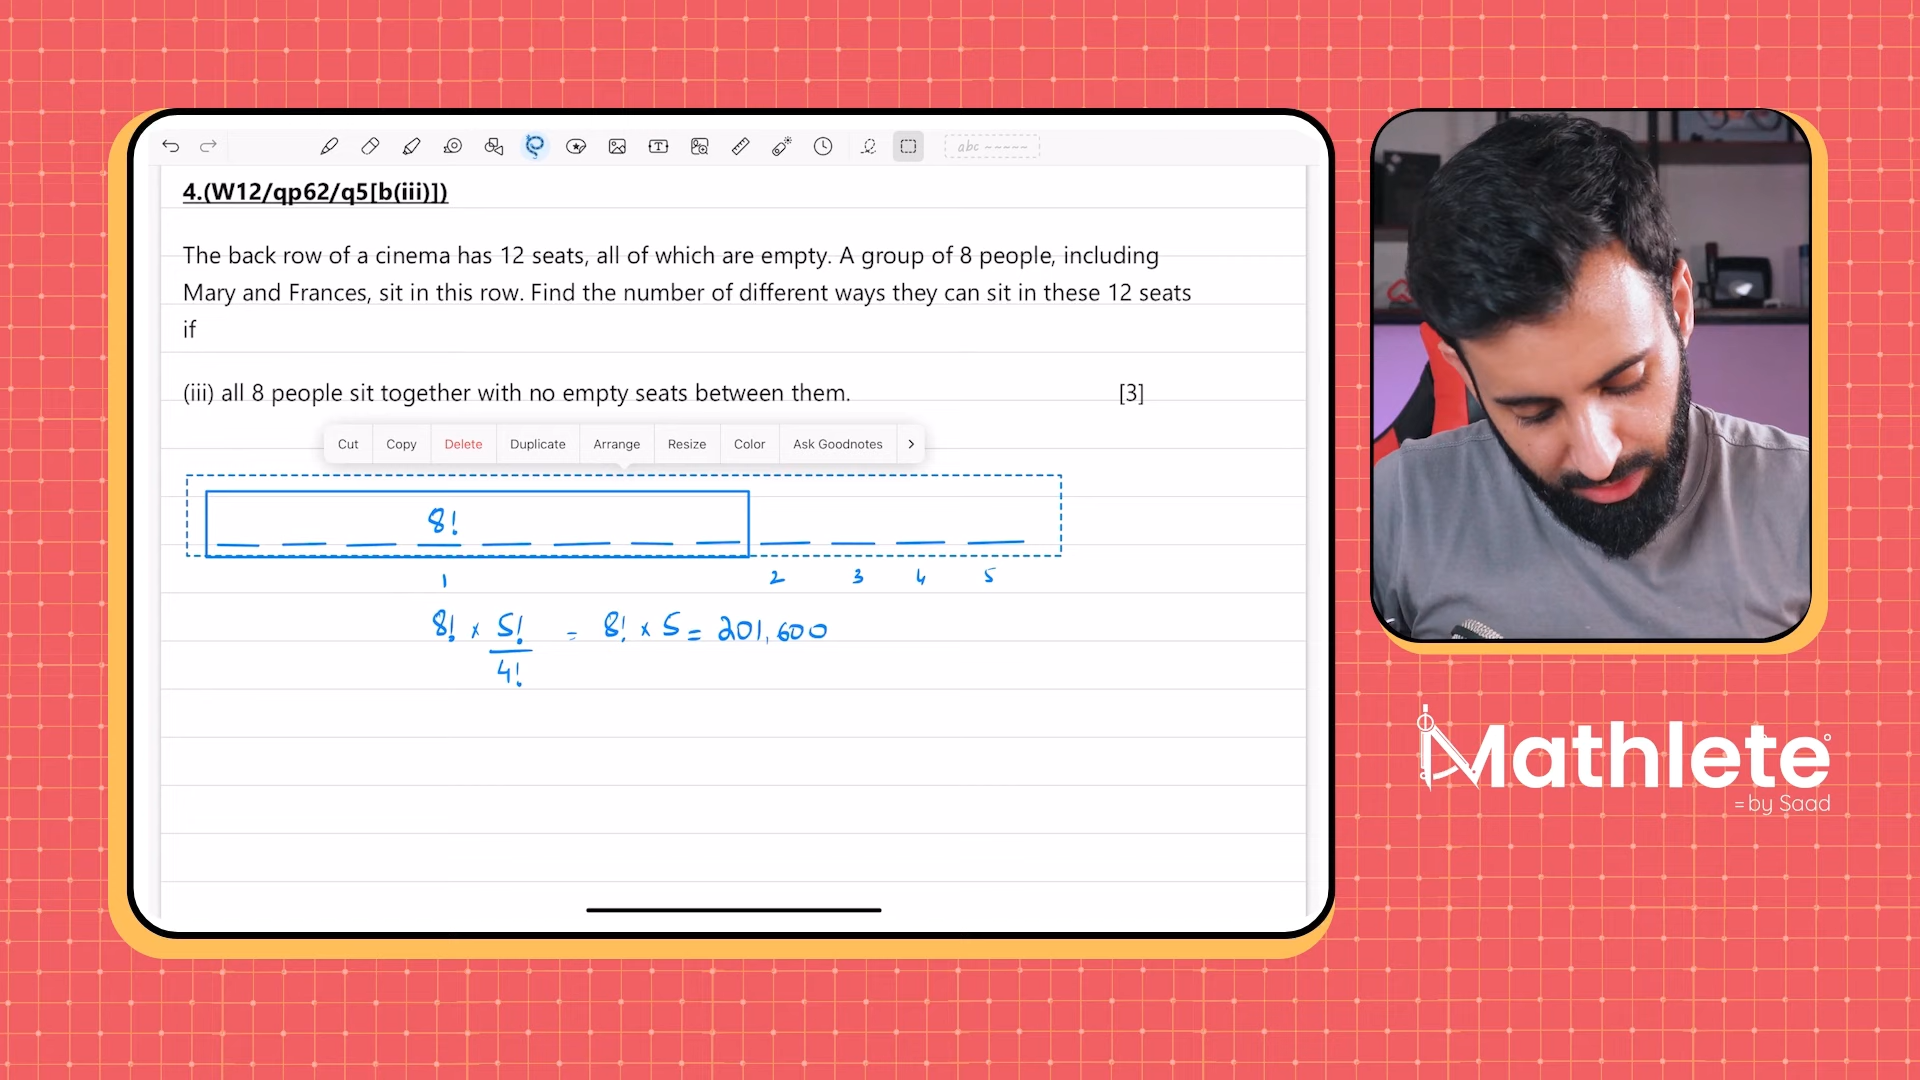 abc
4.(W12/qp62/q5[b(iii)])
The back row of a cinema has 12 seats, all of which are empty. A group of 8 people, including
Mary and Frances, sit in this row. Find the number of different ways they can sit in these 12 seats
if
(iii) all 8 people sit together with no empty seats between them. [3]
Cut Copy Delete Duplicate Arrange Resize Color Ask Goodnotes >
8!
1 2 3 4 5
8! × 5!/4! = 8! × 5 = 201,600
Mathlete
=by Saad